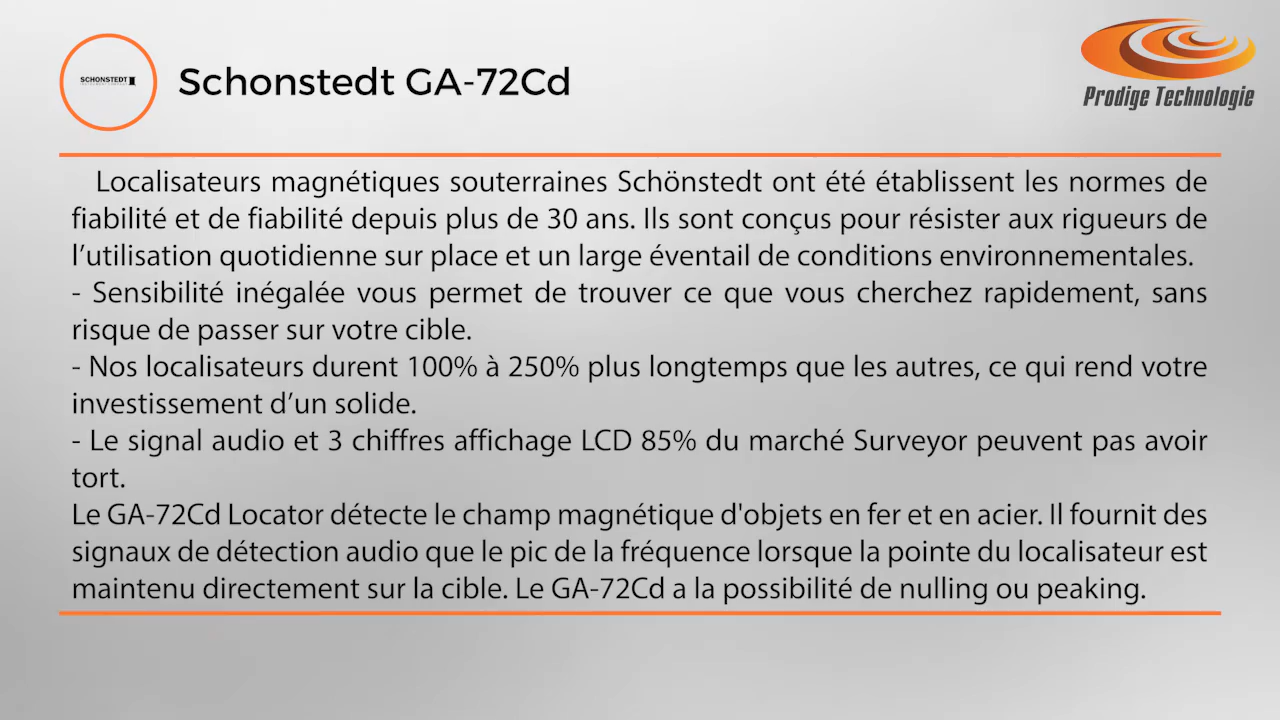 SCHONSTEDT
Schonstedt GA-72Cd
Prodige Technologie
Localisateurs magnétiques souterraines Schönstedt ont été établissent les normes de
fiabilité et de fiabilité depuis plus de 30 ans. Ils sont conçus pour résister aux rigueurs de
l’utilisation quotidienne sur place et un large éventail de conditions environnementales.
- Sensibilité inégalée vous permet de trouver ce que vous cherchez rapidement, sans
risque de passer sur votre cible.
- Nos localisateurs durent 100% à 250% plus longtemps que les autres, ce qui rend votre
investissement d’un solide.
- Le signal audio et 3 chiffres affichage LCD 85% du marché Surveyor peuvent pas avoir
tort.
Le GA-72Cd Locator détecte le champ magnétique d'objets en fer et en acier. Il fournit des
signaux de détection audio que le pic de la fréquence lorsque la pointe du localisateur est
maintenu directement sur la cible. Le GA-72Cd a la possibilité de nulling ou peaking.